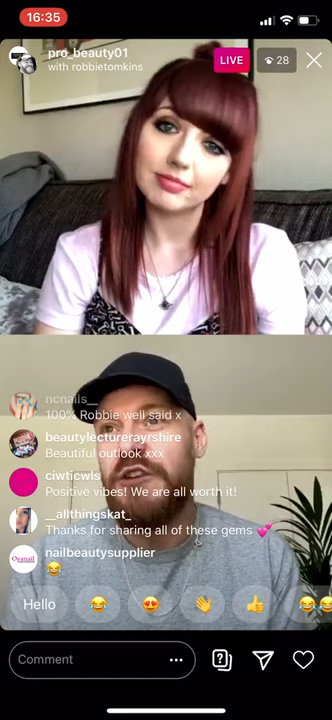 16:35
pro_beauty01
with robbietomkins
LIVE
28
ncnails__
100% Robbie well said x
beautylecturerayrshire
Beautiful outlook xxx
ciwticwls
Positive vibes! We are all worth it!
__allthingskat_
Thanks for sharing all of these gems 💕
nailbeautysupplier
😂
Hello 😂 😍 👋 👍 😂😂
Comment